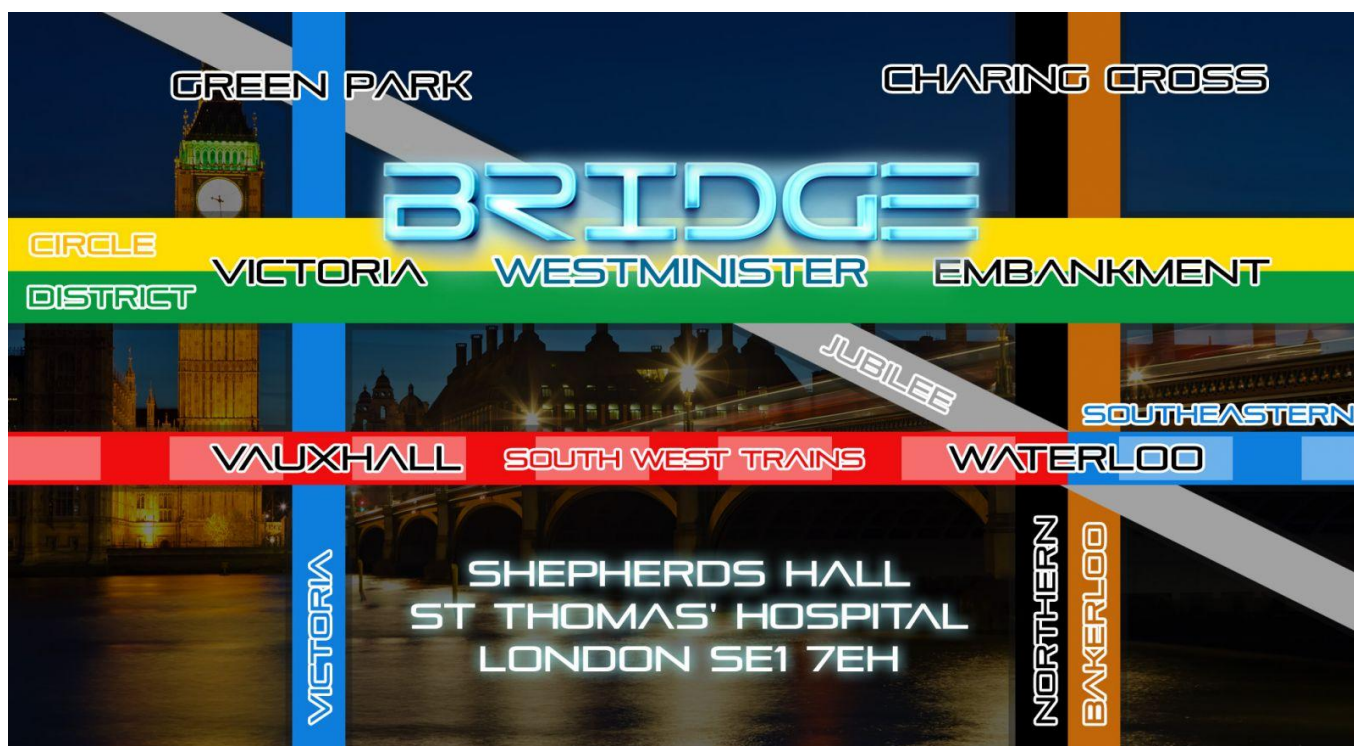 GREEN PARK
CHARING CROSS
BRIDGE
CIRCLE
VICTORIA
WESTMINISTER
EMBANKMENT
DISTRICT
JUBILEE
SOUTHEASTERN
VAUXHALL
SOUTH WEST TRAINS
WATERLOO
VICTORIA
SHEPHERDS HALL
ST THOMAS' HOSPITAL
LONDON SE1 7EH
NORTHERN
BAKERLOO